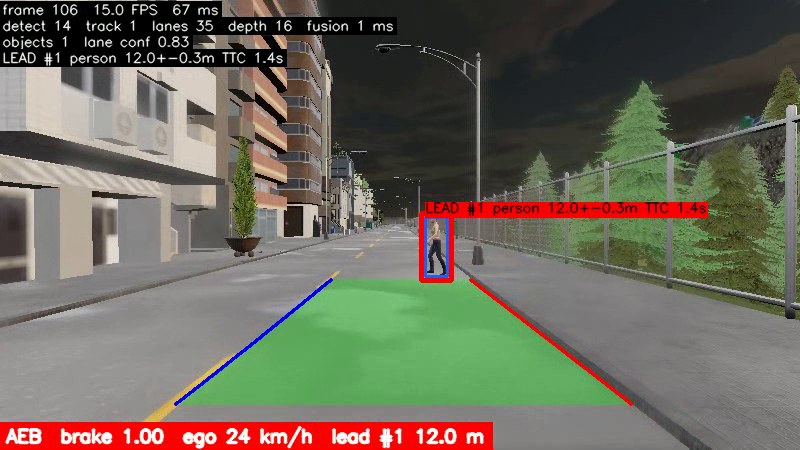 frame 106 15.0 FPS 67 ms
detect 14 track 1 lanes 35 depth 16 fusion 1 ms
objects 1 lane conf 0.83
LEAD #1 person 12.0+-0.3m TTC 1.4s
LEAD #1 person 12.0+-0.3m TTC 1.4s
AEB brake 1.00 ego 24 km/h lead #1 12.0 m